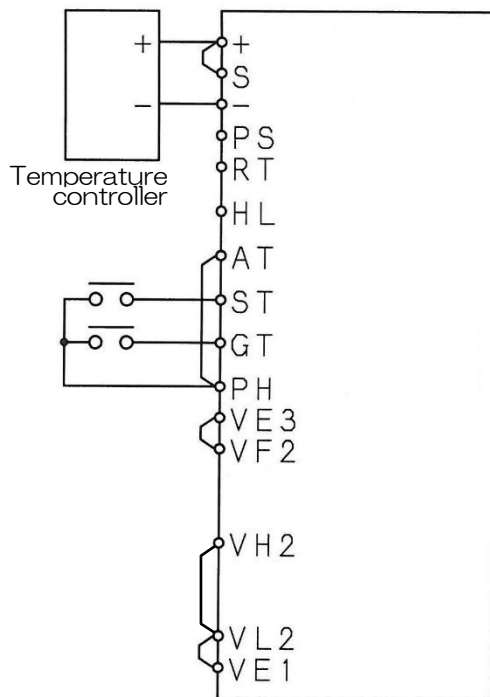 + +
S
− −
PS
RT
Temperature
controller
HL
AT
ST
GT
PH
VE3
VF2
VH2
VL2
VE1